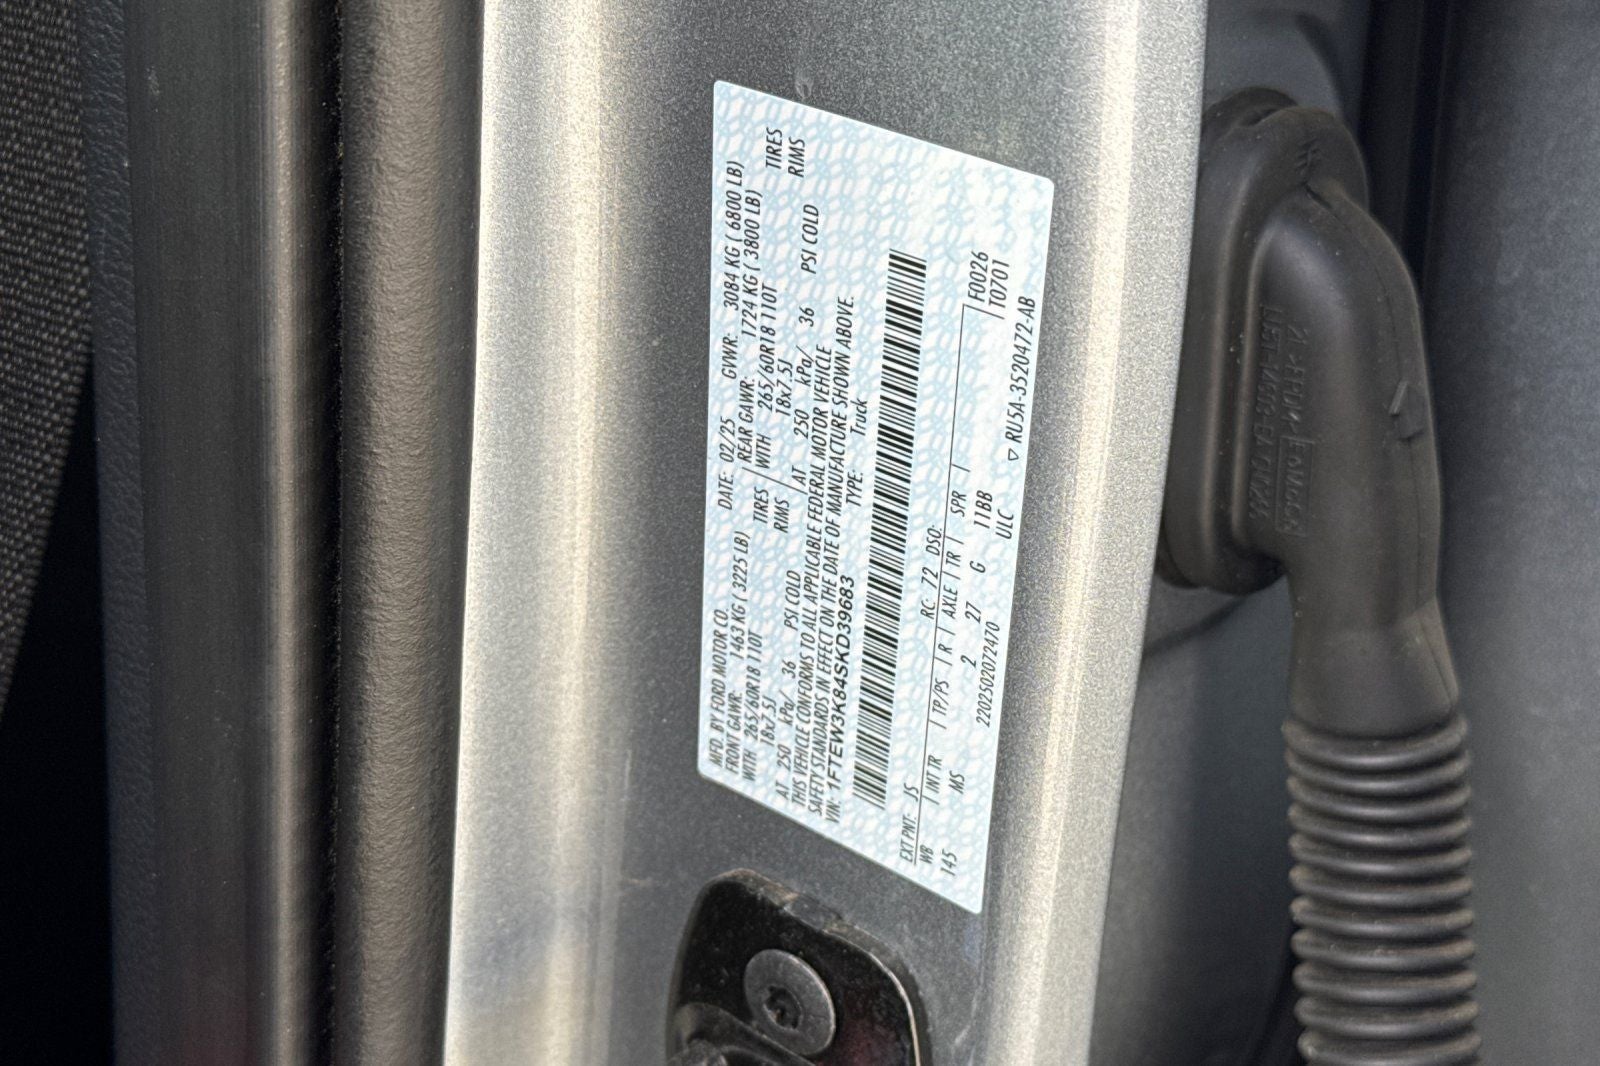 MFD. BY FORD MOTOR CO. DATE: 02/25 GVWR: 3084 KG ( 6800 LB)
FRONT GAWR: 1463 KG ( 3225 LB) REAR GAWR: 1724 KG ( 3800 LB)
WITH 265/60R18 110T TIRES WITH 265/60R18 110T TIRES
18x7.5J RIMS 18x7.5J RIMS
AT 250 kPa/ 36 PSI COLD AT 250 kPa/ 36 PSI COLD
THIS VEHICLE CONFORMS TO ALL APPLICABLE FEDERAL MOTOR VEHICLE
SAFETY STANDARDS IN EFFECT ON THE DATE OF MANUFACTURE SHOWN ABOVE.
VIN: 1FTEW3K84SKD39683 TYPE: Truck
EXT PNT: JS RC: 72 DSO: F0026
WB INT TR TP/PS R AXLE TR SPR T0701
145 MS 2 27 G 11BB
220250207247​0 ULC ▽ RU5A-3520472-AB
FoMoCo